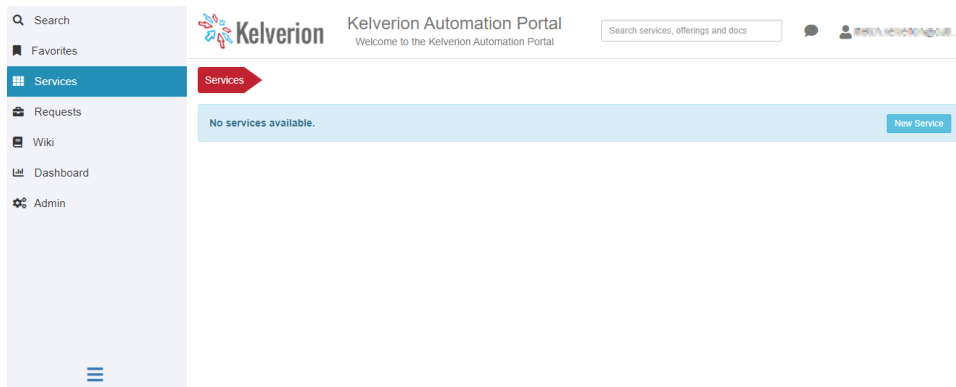 Search
Favorites
Services
Requests
Wiki
Dashboard
Admin
Kelverion
Kelverion Automation Portal
Welcome to the Kelverion Automation Portal
Search services, offerings and docs
Services
No services available.
New Service